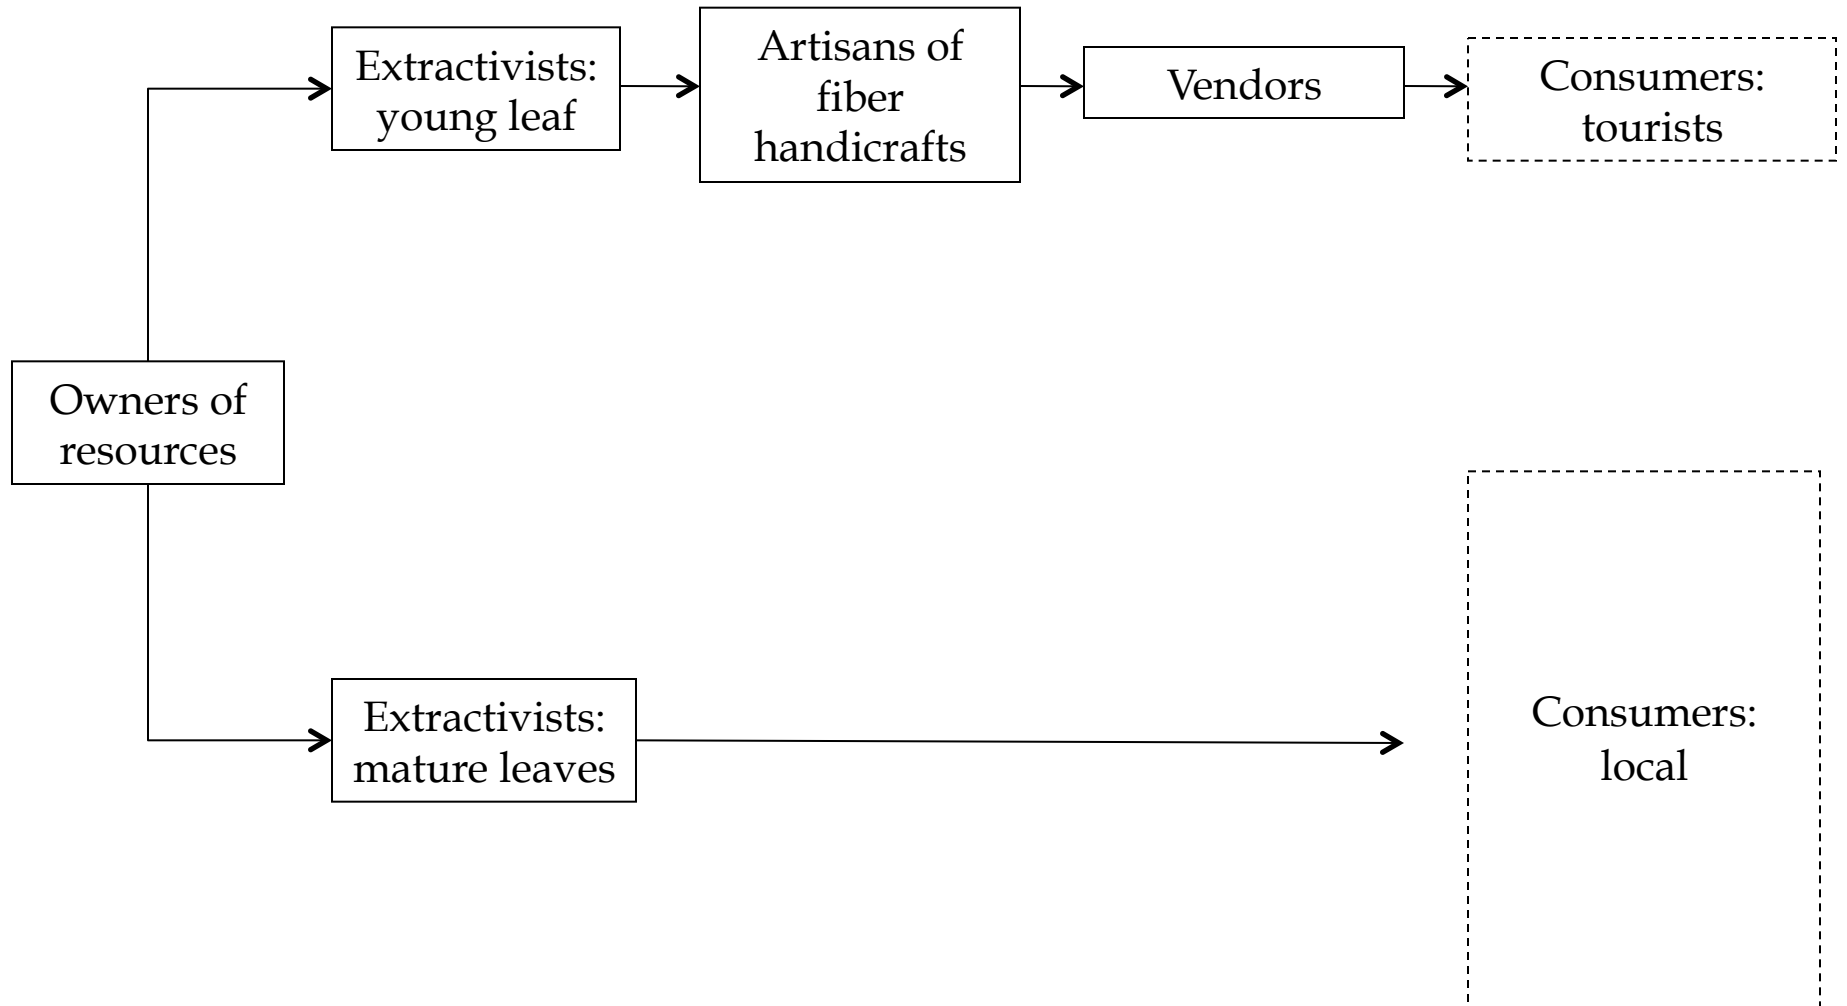 Extractivists:
young leaf
Artisans of
fiber
handicrafts
Vendors
Consumers:
tourists
Owners of
resources
Extractivists:
mature leaves
Consumers:
local